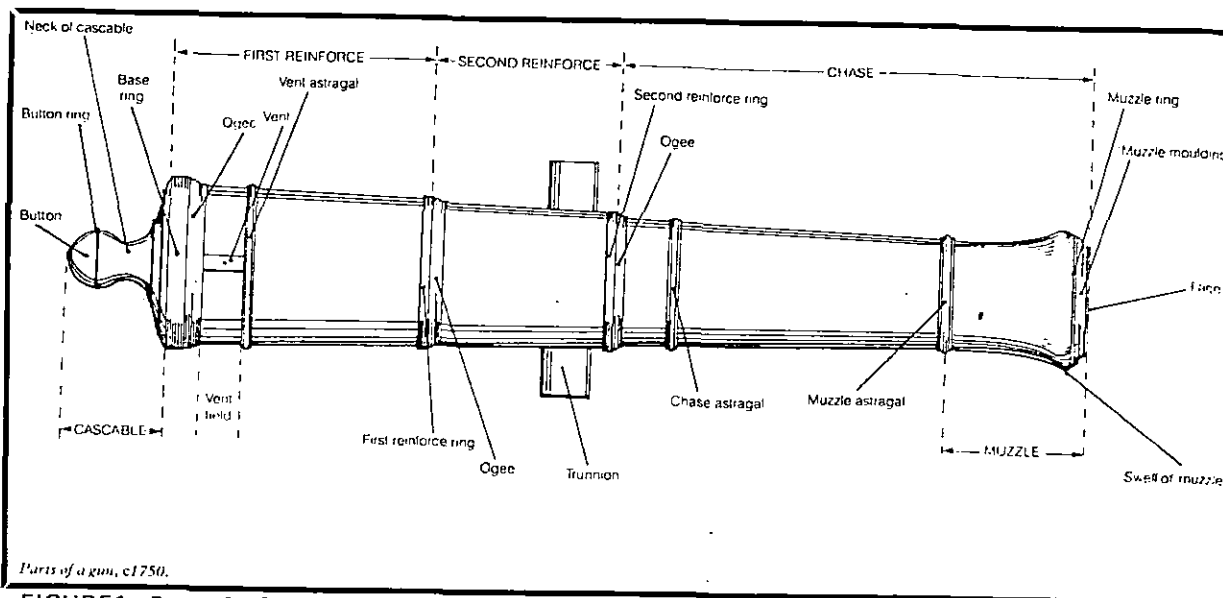 Neck of cascable
FIRST REINFORCE
SECOND REINFORCE
CHASE
Vent astragal
Base
ring
Second reinforce ring
Muzzle ring
Button ring
Ogee
Vent
Ogee
Muzzle moulding
Button
Face
Vent
field
Chase astragal
Muzzle astragal
CASCABLE
First reinforce ring
MUZZLE
Ogee
Trunnion
Swell of muzzle
Parts of a gun, c1750.